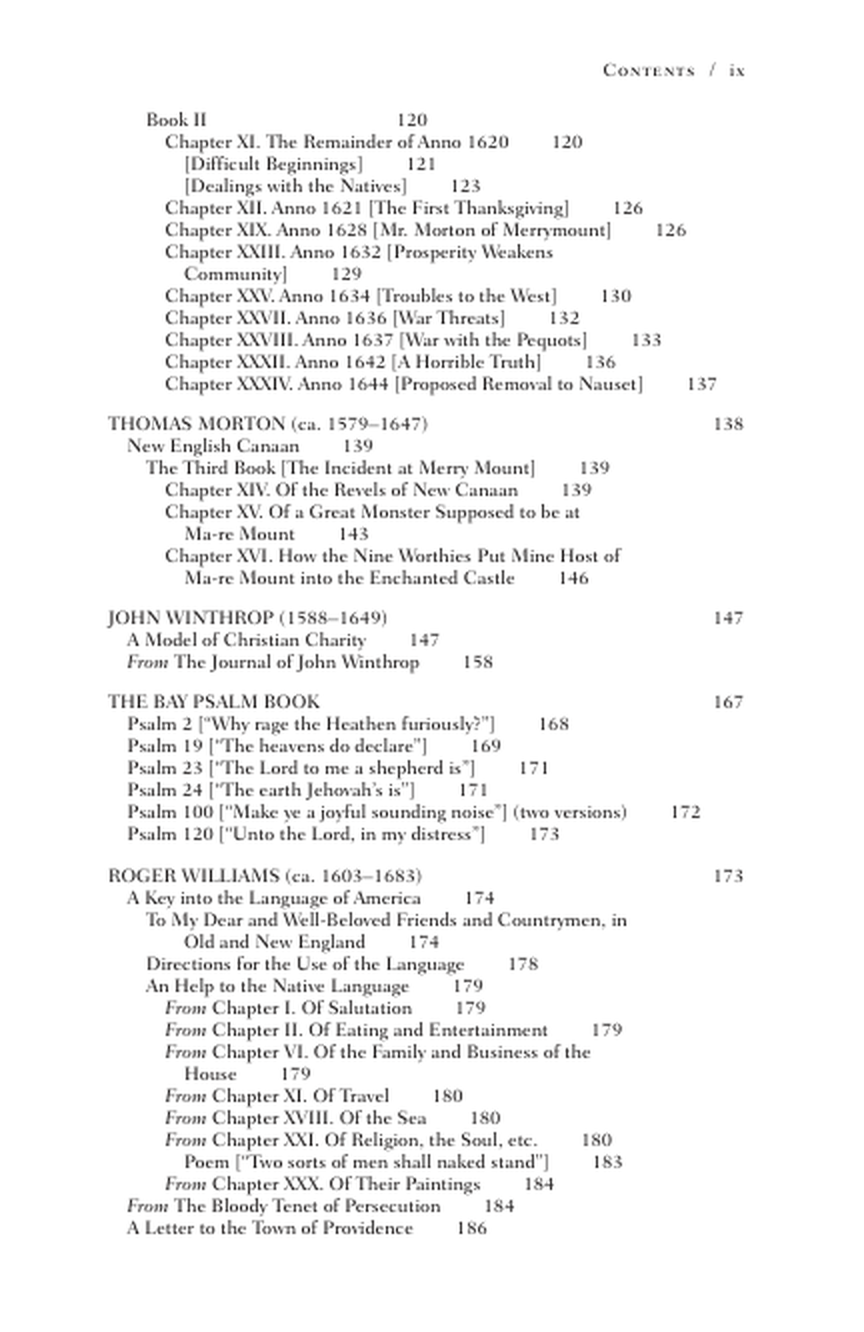 CONTENTS / ix
Book II 120
Chapter XI. The Remainder of Anno 1620 120
[Difficult Beginnings] 121
[Dealings with the Natives] 123
Chapter XII. Anno 1621 [The First Thanksgiving] 126
Chapter XIX. Anno 1628 [Mr. Morton of Merrymount] 126
Chapter XXIII. Anno 1632 [Prosperity Weakens
Community] 129
Chapter XXV. Anno 1634 [Troubles to the West] 130
Chapter XXVII. Anno 1636 [War Threats] 132
Chapter XXVIII. Anno 1637 [War with the Pequots] 133
Chapter XXXII. Anno 1642 [A Horrible Truth] 136
Chapter XXXIV. Anno 1644 [Proposed Removal to Nauset] 137
THOMAS MORTON (ca. 1579–1647) 138
New English Canaan 139
The Third Book [The Incident at Merry Mount] 139
Chapter XIV. Of the Revels of New Canaan 139
Chapter XV. Of a Great Monster Supposed to be at
Ma-re Mount 143
Chapter XVI. How the Nine Worthies Put Mine Host of
Ma-re Mount into the Enchanted Castle 146
JOHN WINTHROP (1588–1649) 147
A Model of Christian Charity 147
From The Journal of John Winthrop 158
THE BAY PSALM BOOK 167
Psalm 2 [“Why rage the Heathen furiously?”] 168
Psalm 19 [“The heavens do declare”] 169
Psalm 23 [“The Lord to me a shepherd is”] 171
Psalm 24 [“The earth Jehovah’s is”] 171
Psalm 100 [“Make ye a joyful sounding noise”] (two versions) 172
Psalm 120 [“Unto the Lord, in my distress”] 173
ROGER WILLIAMS (ca. 1603–1683) 173
A Key into the Language of America 174
To My Dear and Well-Beloved Friends and Countrymen, in
Old and New England 174
Directions for the Use of the Language 178
An Help to the Native Language 179
From Chapter I. Of Salutation 179
From Chapter II. Of Eating and Entertainment 179
From Chapter VI. Of the Family and Business of the
House 179
From Chapter XI. Of Travel 180
From Chapter XVIII. Of the Sea 180
From Chapter XXI. Of Religion, the Soul, etc. 180
Poem [“Two sorts of men shall naked stand”] 183
From Chapter XXX. Of Their Paintings 184
From The Bloody Tenet of Persecution 184
A Letter to the Town of Providence 186